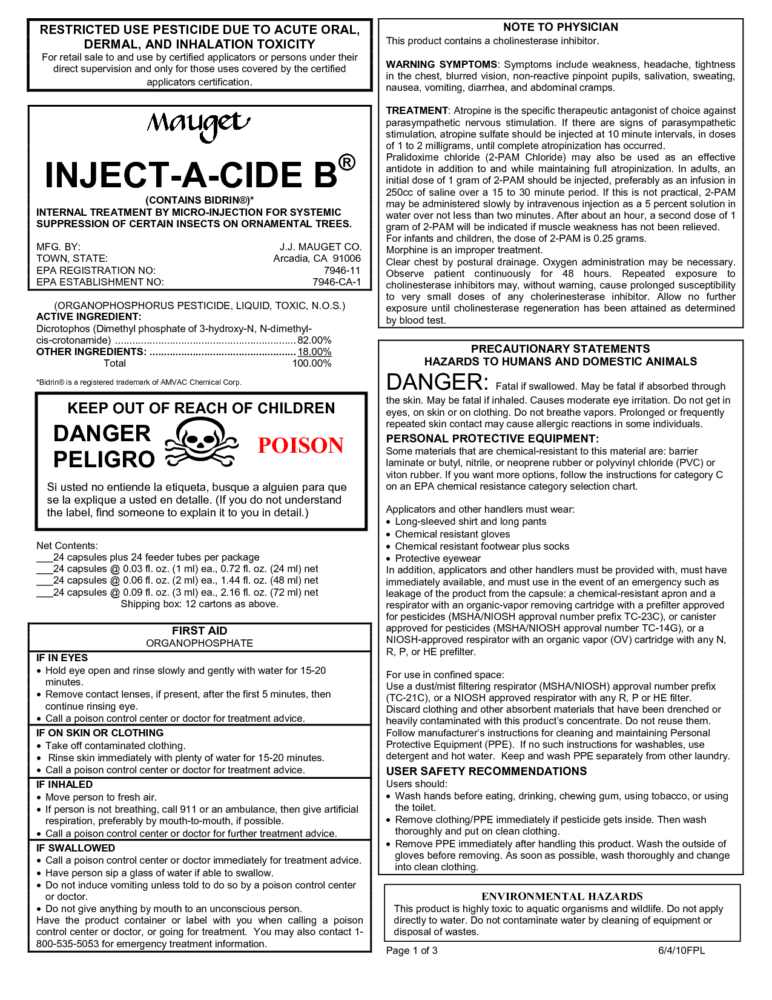 RESTRICTED USE PESTICIDE DUE TO ACUTE ORAL,
DERMAL, AND INHALATION TOXICITY
For retail sale to and use by certified applicators or persons under their
direct supervision and only for those uses covered by the certified
applicators certification.
Mauget
INJECT-A-CIDE B®
(CONTAINS BIDRIN®)*
INTERNAL TREATMENT BY MICRO-INJECTION FOR SYSTEMIC
SUPPRESSION OF CERTAIN INSECTS ON ORNAMENTAL TREES.
MFG. BY: J.J. MAUGET CO.
TOWN, STATE: Arcadia, CA 91006
EPA REGISTRATION NO: 7946-11
EPA ESTABLISHMENT NO: 7946-CA-1
(ORGANOPHOSPHORUS PESTICIDE, LIQUID, TOXIC, N.O.S.)
ACTIVE INGREDIENT:
Dicrotophos (Dimethyl phosphate of 3-hydroxy-N, N-dimethyl-
cis-crotonamide) ................................................................ 82.00%
OTHER INGREDIENTS: ................................................... 18.00%
Total 100.00%
*Bidrin® is a registered trademark of AMVAC Chemical Corp.
KEEP OUT OF REACH OF CHILDREN
DANGER
PELIGRO
POISON
Si usted no entiende la etiqueta, busque a alguien para que
se la explique a usted en detalle. (If you do not understand
the label, find someone to explain it to you in detail.)
Net Contents:
___24 capsules plus 24 feeder tubes per package
___24 capsules @ 0.03 fl. oz. (1 ml) ea., 0.72 fl. oz. (24 ml) net
___24 capsules @ 0.06 fl. oz. (2 ml) ea., 1.44 fl. oz. (48 ml) net
___24 capsules @ 0.09 fl. oz. (3 ml) ea., 2.16 fl. oz. (72 ml) net
Shipping box: 12 cartons as above.
FIRST AID
ORGANOPHOSPHATE
IF IN EYES
• Hold eye open and rinse slowly and gently with water for 15-20
minutes.
• Remove contact lenses, if present, after the first 5 minutes, then
continue rinsing eye.
• Call a poison control center or doctor for treatment advice.
IF ON SKIN OR CLOTHING
• Take off contaminated clothing.
• Rinse skin immediately with plenty of water for 15-20 minutes.
• Call a poison control center or doctor for treatment advice.
IF INHALED
• Move person to fresh air.
• If person is not breathing, call 911 or an ambulance, then give artificial
respiration, preferably by mouth-to-mouth, if possible.
• Call a poison control center or doctor for further treatment advice.
IF SWALLOWED
• Call a poison control center or doctor immediately for treatment advice.
• Have person sip a glass of water if able to swallow.
• Do not induce vomiting unless told to do so by a poison control center
or doctor.
• Do not give anything by mouth to an unconscious person.
Have the product container or label with you when calling a poison
control center or doctor, or going for treatment. You may also contact 1-
800-535-5053 for emergency treatment information.
NOTE TO PHYSICIAN
This product contains a cholinesterase inhibitor.
WARNING SYMPTOMS: Symptoms include weakness, headache, tightness
in the chest, blurred vision, non-reactive pinpoint pupils, salivation, sweating,
nausea, vomiting, diarrhea, and abdominal cramps.
TREATMENT: Atropine is the specific therapeutic antagonist of choice against
parasympathetic nervous stimulation. If there are signs of parasympathetic
stimulation, atropine sulfate should be injected at 10 minute intervals, in doses
of 1 to 2 milligrams, until complete atropinization has occurred.
Pralidoxime chloride (2-PAM Chloride) may also be used as an effective
antidote in addition to and while maintaining full atropinization. In adults, an
initial dose of 1 gram of 2-PAM should be injected, preferably as an infusion in
250cc of saline over a 15 to 30 minute period. If this is not practical, 2-PAM
may be administered slowly by intravenous injection as a 5 percent solution in
water over not less than two minutes. After about an hour, a second dose of 1
gram of 2-PAM will be indicated if muscle weakness has not been relieved.
For infants and children, the dose of 2-PAM is 0.25 grams.
Morphine is an improper treatment.
Clear chest by postural drainage. Oxygen administration may be necessary.
Observe patient continuously for 48 hours. Repeated exposure to
cholinesterase inhibitors may, without warning, cause prolonged susceptibility
to very small doses of any cholerinesterase inhibitor. Allow no further
exposure until cholinesterase regeneration has been attained as determined
by blood test.
PRECAUTIONARY STATEMENTS
HAZARDS TO HUMANS AND DOMESTIC ANIMALS
DANGER: Fatal if swallowed. May be fatal if absorbed through
the skin. May be fatal if inhaled. Causes moderate eye irritation. Do not get in
eyes, on skin or on clothing. Do not breathe vapors. Prolonged or frequently
repeated skin contact may cause allergic reactions in some individuals.
PERSONAL PROTECTIVE EQUIPMENT:
Some materials that are chemical-resistant to this material are: barrier
laminate or butyl, nitrile, or neoprene rubber or polyvinyl chloride (PVC) or
viton rubber. If you want more options, follow the instructions for category C
on an EPA chemical resistance category selection chart.
Applicators and other handlers must wear:
• Long-sleeved shirt and long pants
• Chemical resistant gloves
• Chemical resistant footwear plus socks
• Protective eyewear
In addition, applicators and other handlers must be provided with, must have
immediately available, and must use in the event of an emergency such as
leakage of the product from the capsule: a chemical-resistant apron and a
respirator with an organic-vapor removing cartridge with a prefilter approved
for pesticides (MSHA/NIOSH approval number prefix TC-23C), or canister
approved for pesticides (MSHA/NIOSH approval number TC-14G), or a
NIOSH-approved respirator with an organic vapor (OV) cartridge with any N,
R, P, or HE prefilter.
For use in confined space:
Use a dust/mist filtering respirator (MSHA/NIOSH) approval number prefix
(TC-21C), or a NIOSH approved respirator with any R, P or HE filter.
Discard clothing and other absorbent materials that have been drenched or
heavily contaminated with this product’s concentrate. Do not reuse them.
Follow manufacturer’s instructions for cleaning and maintaining Personal
Protective Equipment (PPE). If no such instructions for washables, use
detergent and hot water. Keep and wash PPE separately from other laundry.
USER SAFETY RECOMMENDATIONS
Users should:
• Wash hands before eating, drinking, chewing gum, using tobacco, or using
the toilet.
• Remove clothing/PPE immediately if pesticide gets inside. Then wash
thoroughly and put on clean clothing.
• Remove PPE immediately after handling this product. Wash the outside of
gloves before removing. As soon as possible, wash thoroughly and change
into clean clothing.
ENVIRONMENTAL HAZARDS
This product is highly toxic to aquatic organisms and wildlife. Do not apply
directly to water. Do not contaminate water by cleaning of equipment or
disposal of wastes.
Page 1 of 3 6/4/10FPL